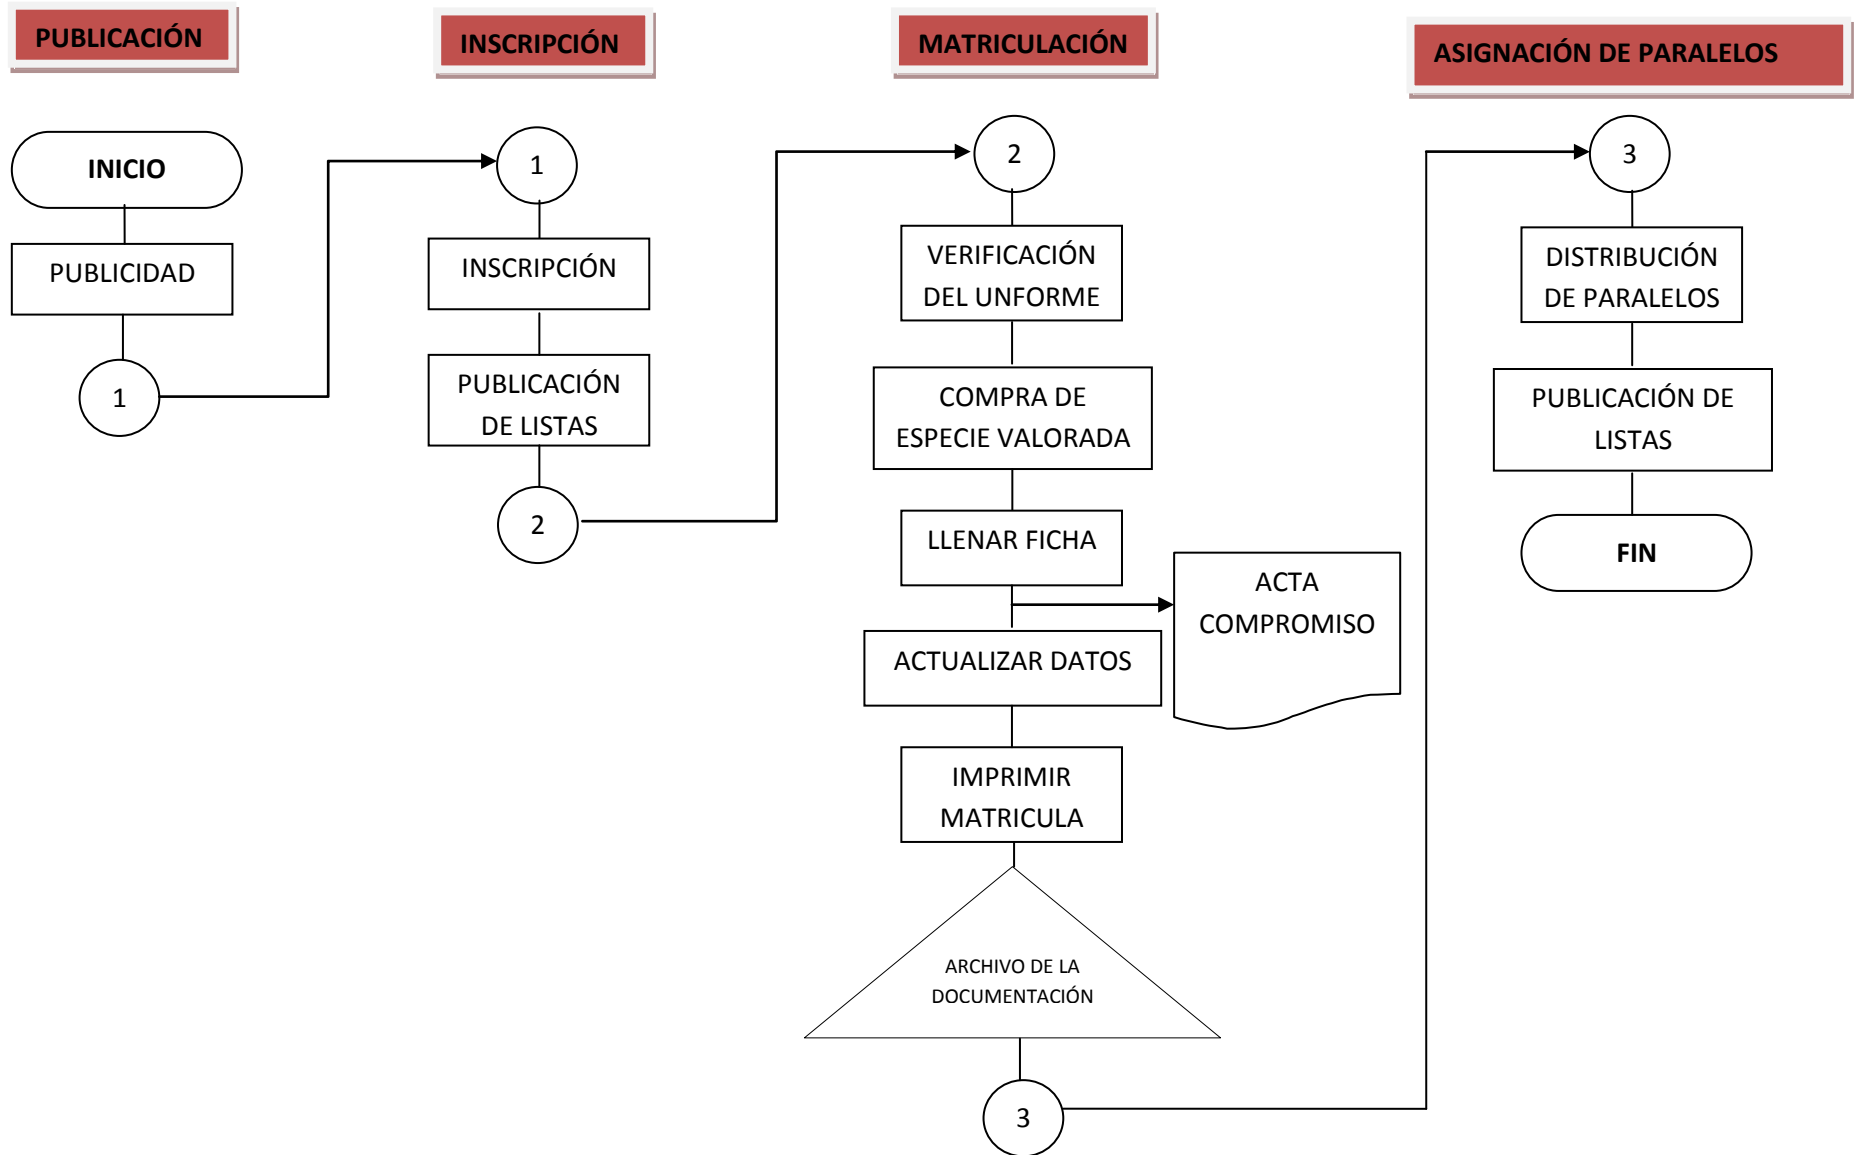 PUBLICACIÓN
INICIO
PUBLICIDAD
1
INSCRIPCIÓN
1
INSCRIPCIÓN
PUBLICACIÓN
DE LISTAS
2
MATRICULACIÓN
2
VERIFICACIÓN
DEL UNFORME
COMPRA DE
ESPECIE VALORADA
LLENAR FICHA
ACTA
COMPROMISO
ACTUALIZAR DATOS
IMPRIMIR
MATRICULA
ARCHIVO DE LA
DOCUMENTACIÓN
3
ASIGNACIÓN DE PARALELOS
3
DISTRIBUCIÓN
DE PARALELOS
PUBLICACIÓN DE
LISTAS
FIN